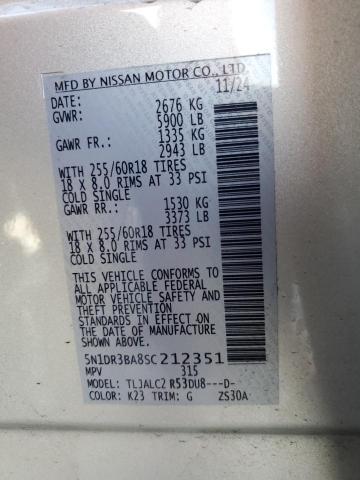 MFD BY NISSAN MOTOR CO., LTD
DATE: 11/24
GVWR: 2676 KG
5900 LB
GAWR FR.: 1335 KG
2943 LB
WITH 255/60R18 TIRES
18 X 8.0 RIMS AT 33 PSI
COLD SINGLE
GAWR RR.: 1530 KG
3373 LB
WITH 255/60R18 TIRES
18 X 8.0 RIMS AT 33 PSI
COLD SINGLE
THIS VEHICLE CONFORMS TO
ALL APPLICABLE FEDERAL
MOTOR VEHICLE SAFETY AND
THEFT PREVENTION
STANDARDS IN EFFECT ON THE
DATE OF MANUFACTURE SHOWN
ABOVE.
5N1DR3BA8SC212351
MPV 315
MODEL: TLJALC2 R53DU8---D-
COLOR: K23 TRIM: G ZS30A